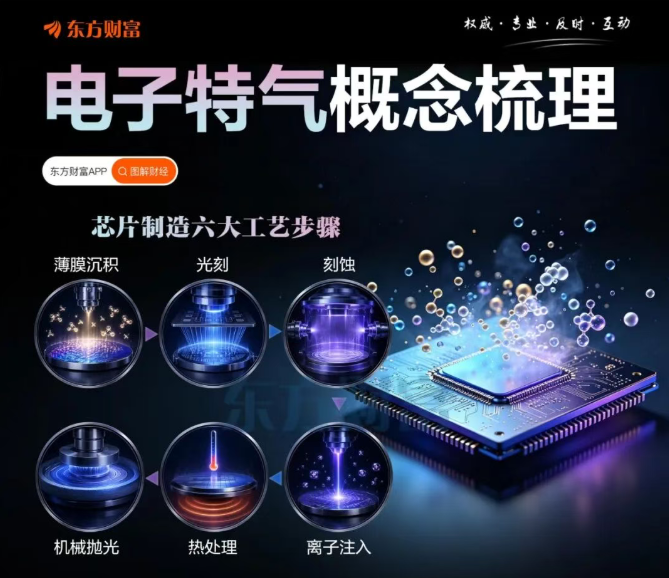 东方财富
权威·专业·及时·互动
电子特气概念梳理
东方财富APP 图解财经
芯片制造六大工艺步骤
薄膜沉积 光刻 刻蚀
东方财富
机械抛光 热处理 离子注入